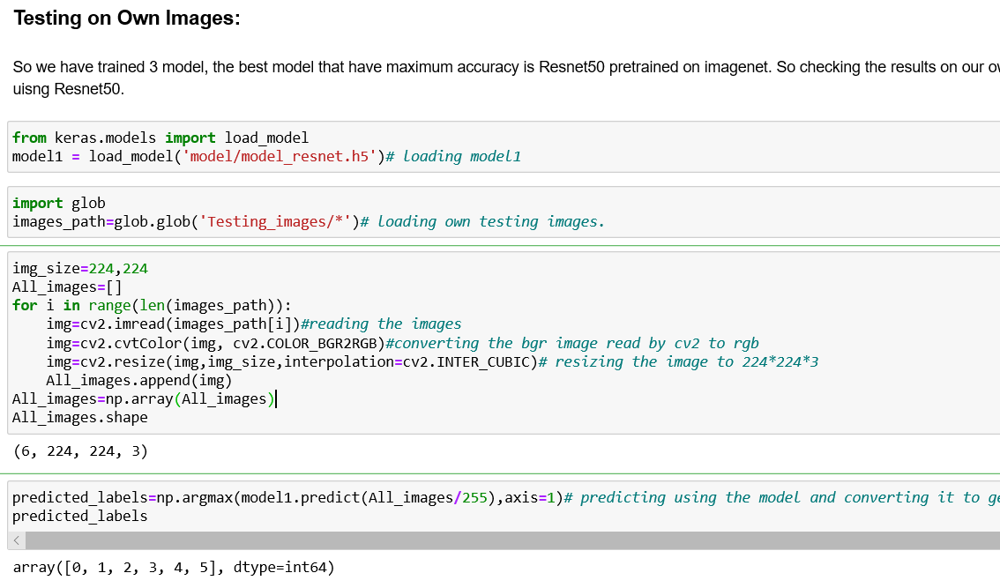 Testing on Own Images:
So we have trained 3 model, the best model that have maximum accuracy is Resnet50 pretrained on imagenet. So checking the results on our
uisng Resnet50.
from keras.models import load_model
model1 = load_model('model/model_resnet.h5')# loading model1
import glob
images_path=glob.glob('Testing_images/*')# loading own testing images.
img_size=224,224
All_images=[]
for i in range(len(images_path)):
    img=cv2.imread(images_path[i])#reading the images
    img=cv2.cvtColor(img, cv2.COLOR_BGR2RGB)#converting the bgr image read by cv2 to rgb
    img=cv2.resize(img,img_size,interpolation=cv2.INTER_CUBIC)# resizing the image to 224*224*3
    All_images.append(img)
All_images=np.array(All_images)
All_images.shape
(6, 224, 224, 3)
predicted_labels=np.argmax(model1.predict(All_images/255),axis=1)# predicting using the model and converting it to
predicted_labels
array([0, 1, 2, 3, 4, 5], dtype=int64)